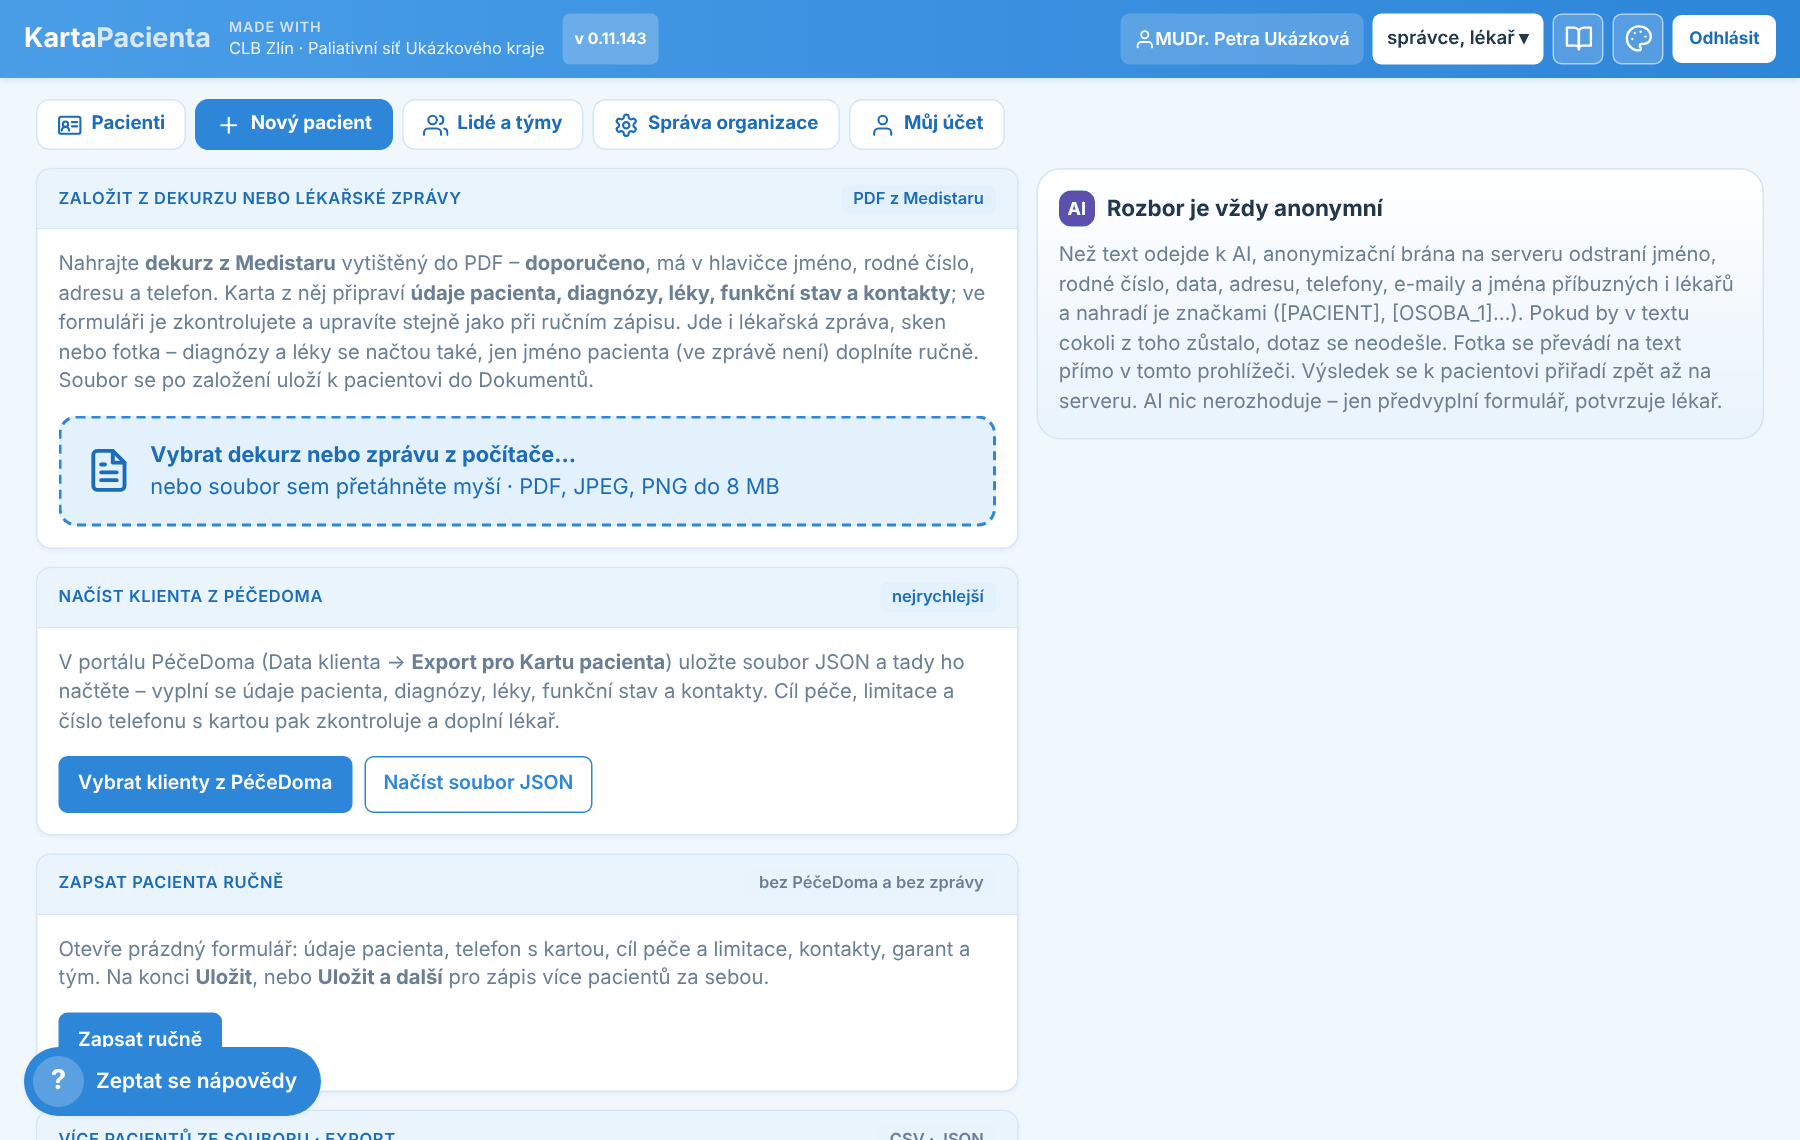 KartaPacienta
MADE WITH
CLB Zlín · Paliativní síť Ukázkového kraje
v 0.11.143
MUDr. Petra Ukázková
správce, lékař ▾
Odhlásit
Pacienti
Nový pacient
Lidé a týmy
Správa organizace
Můj účet
ZALOŽIT Z DEKURZU NEBO LÉKAŘSKÉ ZPRÁVY
PDF z Medistaru
Nahrajte dekurz z Medistaru vytištěný do PDF – doporučeno, má v hlavičce jméno, rodné číslo,
adresu a telefon. Karta z něj připraví údaje pacienta, diagnózy, léky, funkční stav a kontakty; ve
formuláři je zkontrolujete a upravíte stejně jako při ručním zápisu. Jde i lékařská zpráva, sken
nebo fotka – diagnózy a léky se načtou také, jen jméno pacienta (ve zprávě není) doplníte ručně.
Soubor se po založení uloží k pacientovi do Dokumentů.
Vybrat dekurz nebo zprávu z počítače…
nebo soubor sem přetáhněte myší · PDF, JPEG, PNG do 8 MB
AI
Rozbor je vždy anonymní
Než text odejde k AI, anonymizační brána na serveru odstraní jméno,
rodné číslo, data, adresu, telefony, e-maily a jména příbuzných i lékařů
a nahradí je značkami ([PACIENT], [OSOBA_1]…). Pokud by v textu
cokoli z toho zůstalo, dotaz se neodešle. Fotka se převádí na text
přímo v tomto prohlížeči. Výsledek se k pacientovi přiřadí zpět až na
serveru. AI nic nerozhoduje – jen předvyplní formulář, potvrzuje lékař.
NAČÍST KLIENTA Z PÉČEDOMA
nejrychlejší
V portálu PéčeDoma (Data klienta → Export pro Kartu pacienta) uložte soubor JSON a tady ho
načtěte – vyplní se údaje pacienta, diagnózy, léky, funkční stav a kontakty. Cíl péče, limitace a
číslo telefonu s kartou pak zkontroluje a doplní lékař.
Vybrat klienty z PéčeDoma
Načíst soubor JSON
ZAPSAT PACIENTA RUČNĚ
bez PéčeDoma a bez zprávy
Otevře prázdný formulář: údaje pacienta, telefon s kartou, cíl péče a limitace, kontakty, garant a
tým. Na konci Uložit, nebo Uložit a další pro zápis více pacientů za sebou.
Zapsat ručně
? Zeptat se nápovědy
VÍCE PACIENTŮ ZE SOUBORU · EXPORT
CSV · JSON